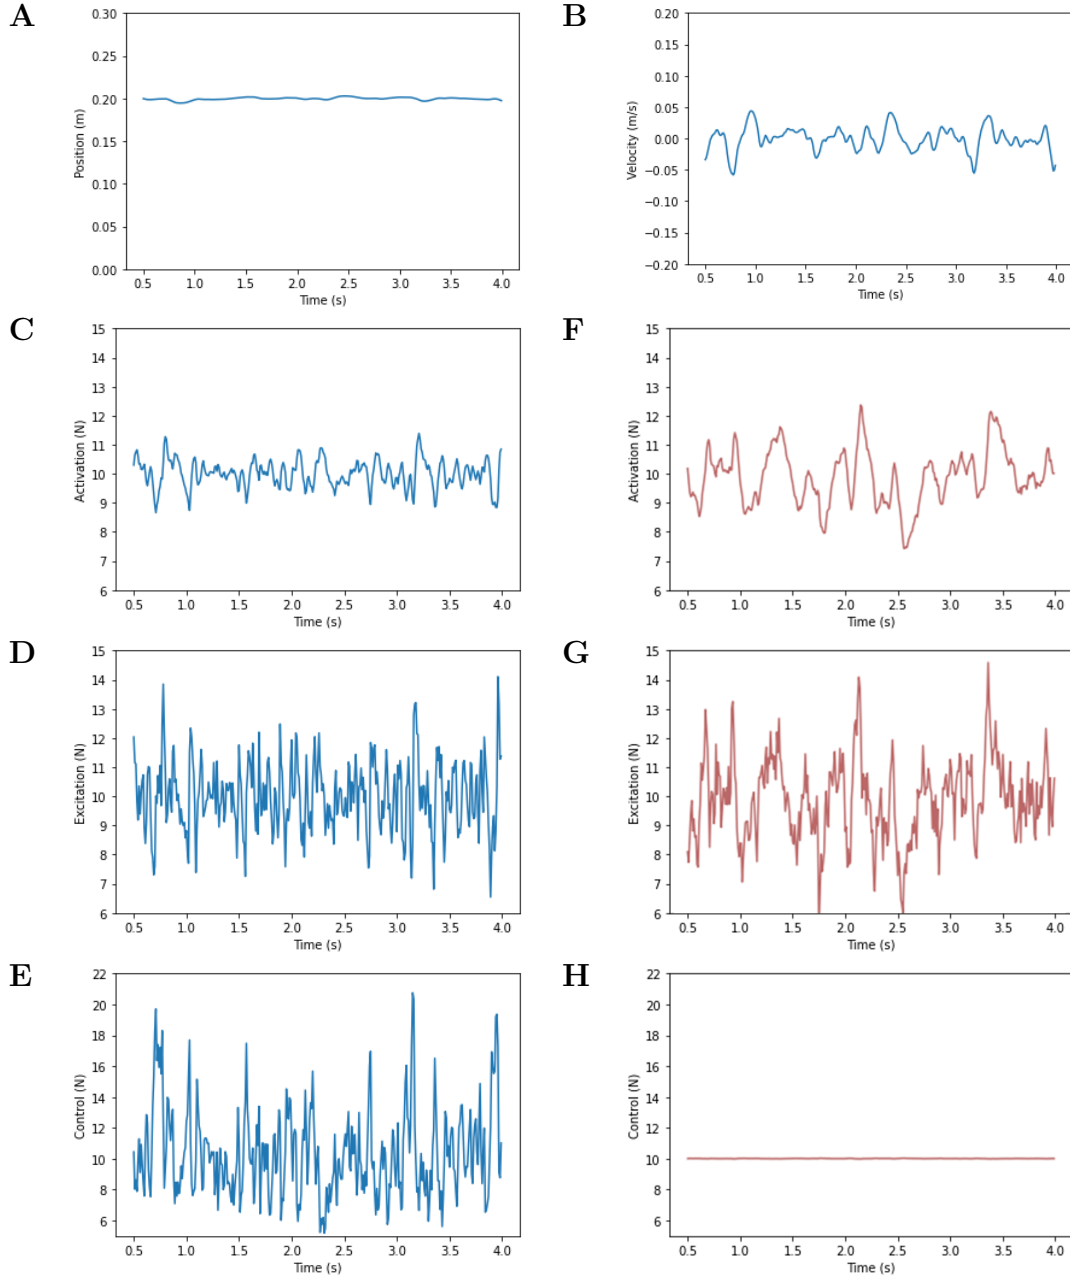 A
0.30
0.25
0.20
0.15
0.10
0.05
0.00
Position (m)
0.5 1.0 1.5 2.0 2.5 3.0 3.5 4.0
Time (s)
B
0.20
0.15
0.10
0.05
0.00
−0.05
−0.10
−0.15
−0.20
Velocity (m/s)
0.5 1.0 1.5 2.0 2.5 3.0 3.5 4.0
Time (s)
C
15
14
13
12
11
10
9
8
7
6
Activation (N)
0.5 1.0 1.5 2.0 2.5 3.0 3.5 4.0
Time (s)
F
15
14
13
12
11
10
9
8
7
6
Activation (N)
0.5 1.0 1.5 2.0 2.5 3.0 3.5 4.0
Time (s)
D
15
14
13
12
11
10
9
8
7
6
Excitation (N)
0.5 1.0 1.5 2.0 2.5 3.0 3.5 4.0
Time (s)
G
15
14
13
12
11
10
9
8
7
6
Excitation (N)
0.5 1.0 1.5 2.0 2.5 3.0 3.5 4.0
Time (s)
E
22
20
18
16
14
12
10
8
6
Control (N)
0.5 1.0 1.5 2.0 2.5 3.0 3.5 4.0
Time (s)
H
22
20
18
16
14
12
10
8
6
Control (N)
0.5 1.0 1.5 2.0 2.5 3.0 3.5 4.0
Time (s)